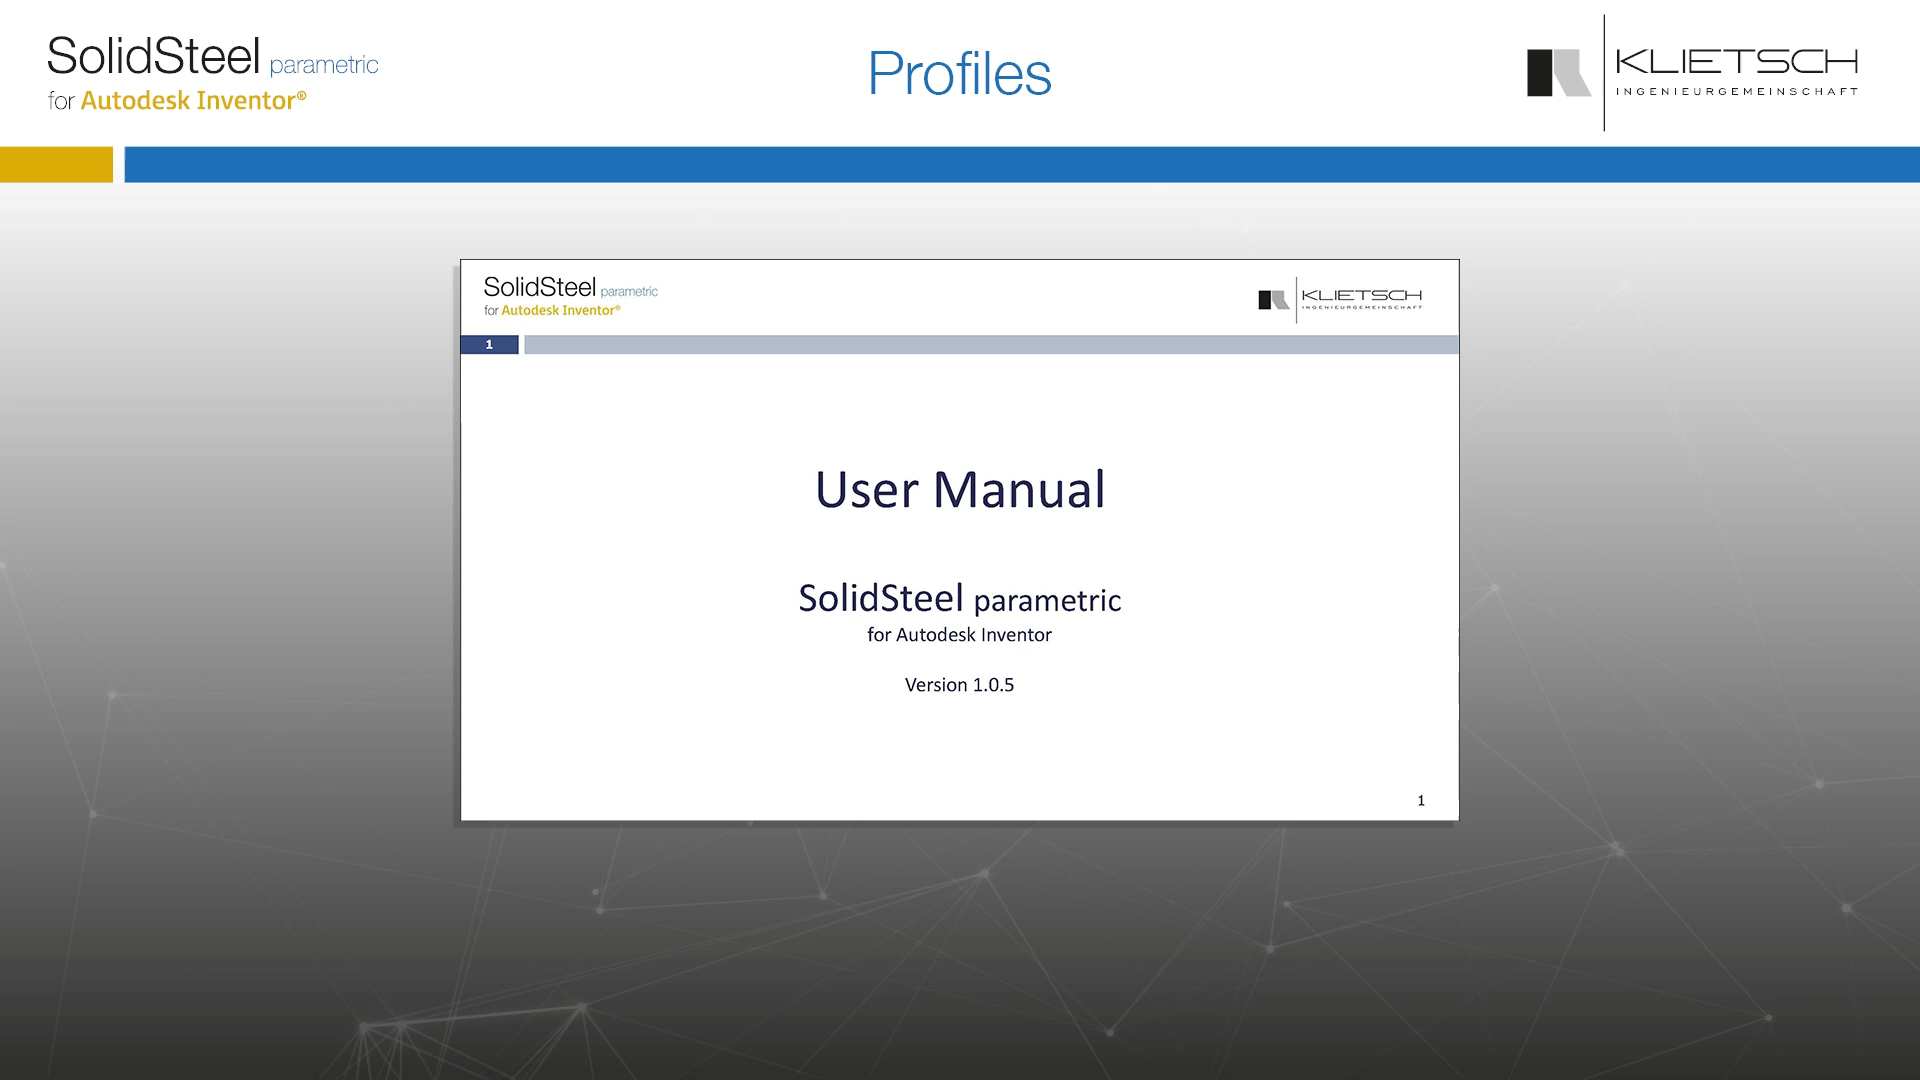 SolidSteel parametric
for Autodesk Inventor®
Profiles
KLIETSCH
INGENIEURGEMEINSCHAFT
SolidSteel parametric
for Autodesk Inventor®
KLIETSCH
INGENIEURGEMEINSCHAFT
1
User Manual
SolidSteel parametric
for Autodesk Inventor
Version 1.0.5
1